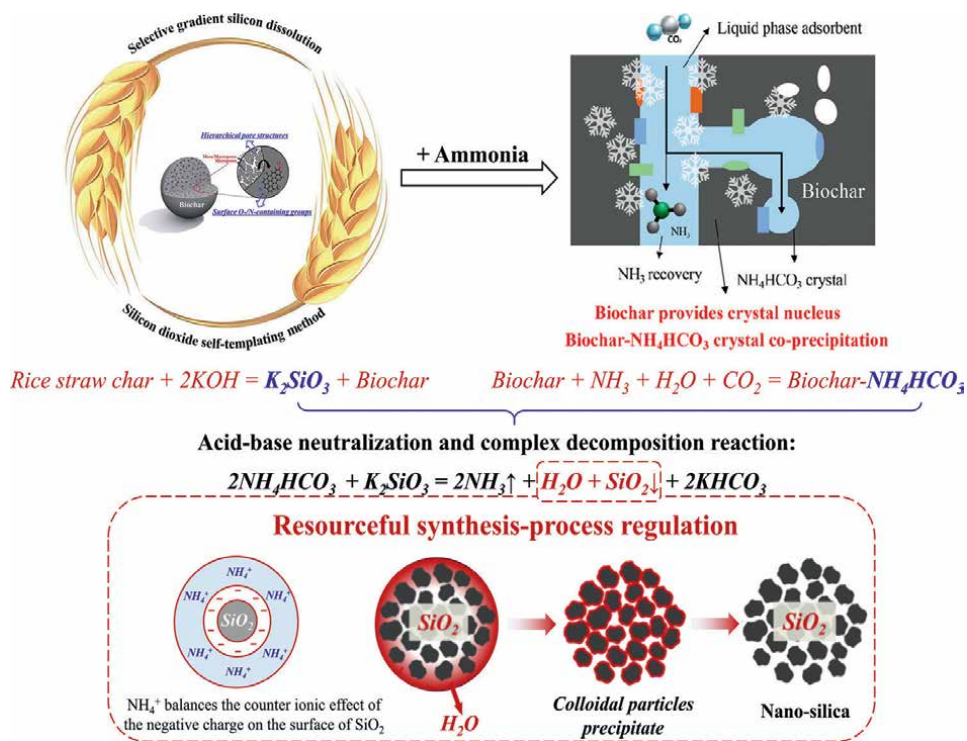 Selective gradient silicon dissolution
Hierarchical pore structures
Biochar
Surface O-/N-containing groups
Silicon dioxide self-templating method
+ Ammonia
CO₂
Liquid phase adsorbent
Biochar
NH₃
NH₃ recovery
NH₄HCO₃ crystal
Biochar provides crystal nucleus
Biochar-NH₄HCO₃ crystal co-precipitation
Rice straw char + 2KOH = K₂SiO₃ + Biochar
Biochar + NH₃ + H₂O + CO₂ = Biochar-NH₄HCO₃
Acid-base neutralization and complex decomposition reaction:
2NH₄HCO₃ + K₂SiO₃ = 2NH₃↑ + H₂O + SiO₂↓ + 2KHCO₃
Resourceful synthesis-process regulation
NH₄⁺
NH₄⁺
NH₄⁺
SiO₂
NH₄⁺
NH₄⁺
NH₄⁺
NH₄⁺ balances the counter ionic effect of
the negative charge on the surface of SiO₂
SiO₂
H₂O
Colloidal particles
precipitate
SiO₂
Nano-silica